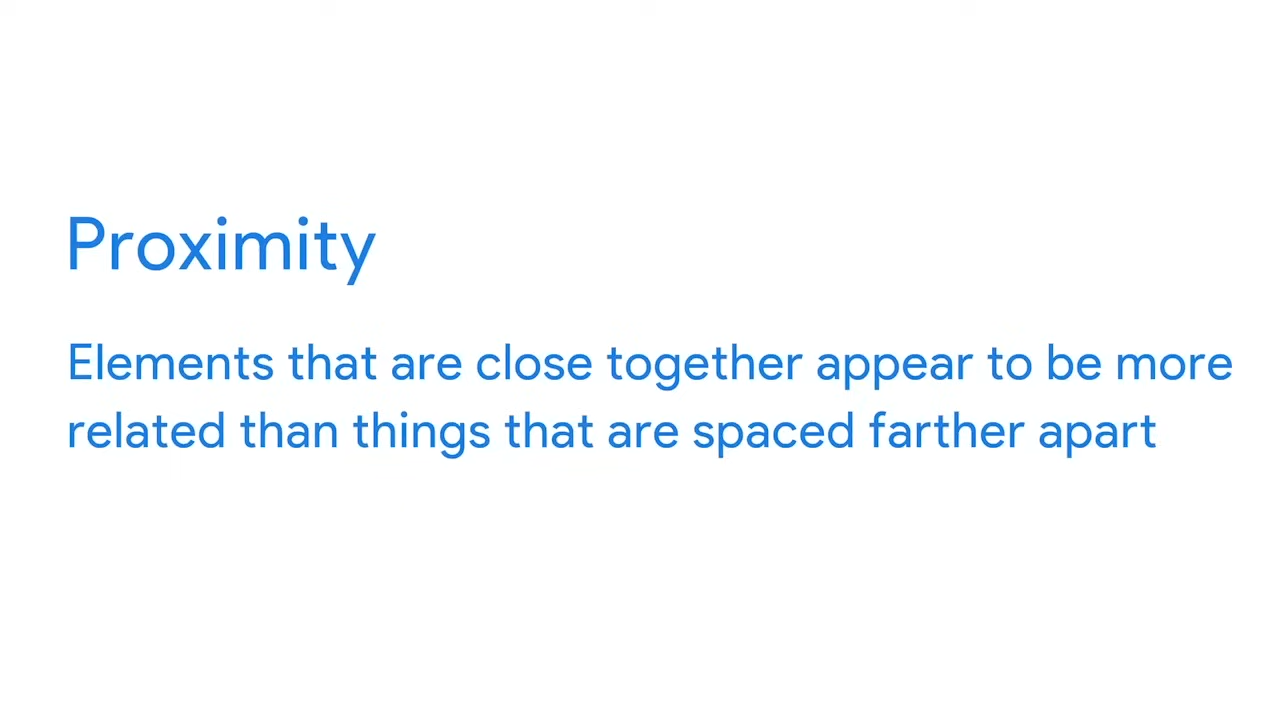 Proximity
Elements that are close together appear to be more
related than things that are spaced farther apart